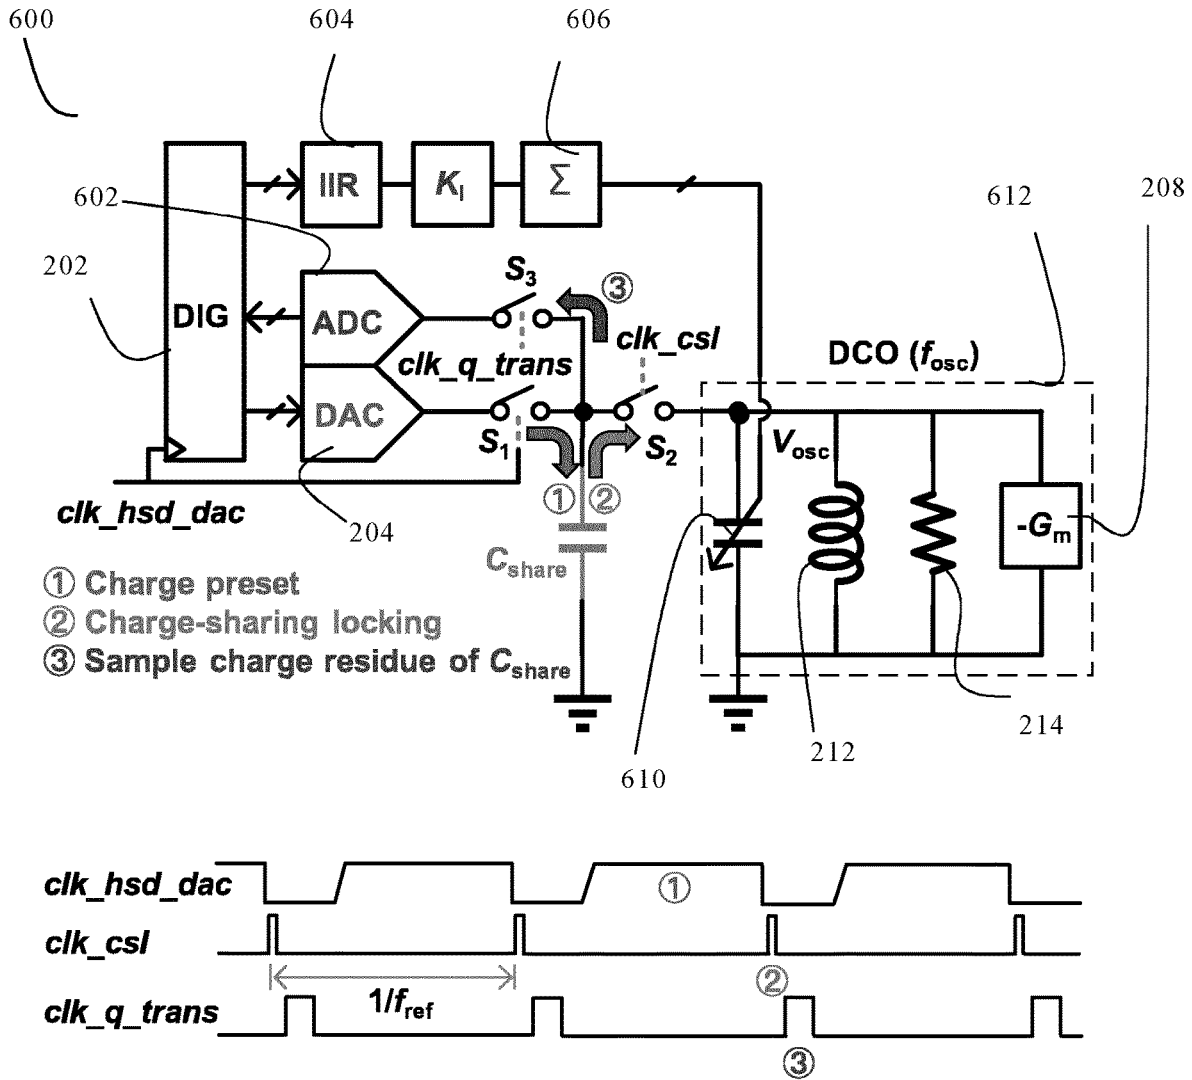 600
604
606
602
202
612
208
IIR
K_I
Σ
DIG
ADC
DAC
S_3
③
clk_csl
clk_q_trans
DCO (f_osc)
S_1
S_2
V_osc
① ②
clk_hsd_dac
204
C_share
-G_m
① Charge preset
② Charge-sharing locking
③ Sample charge residue of C_share
610
212
214
clk_hsd_dac
①
clk_csl
②
1/f_ref
clk_q_trans
③